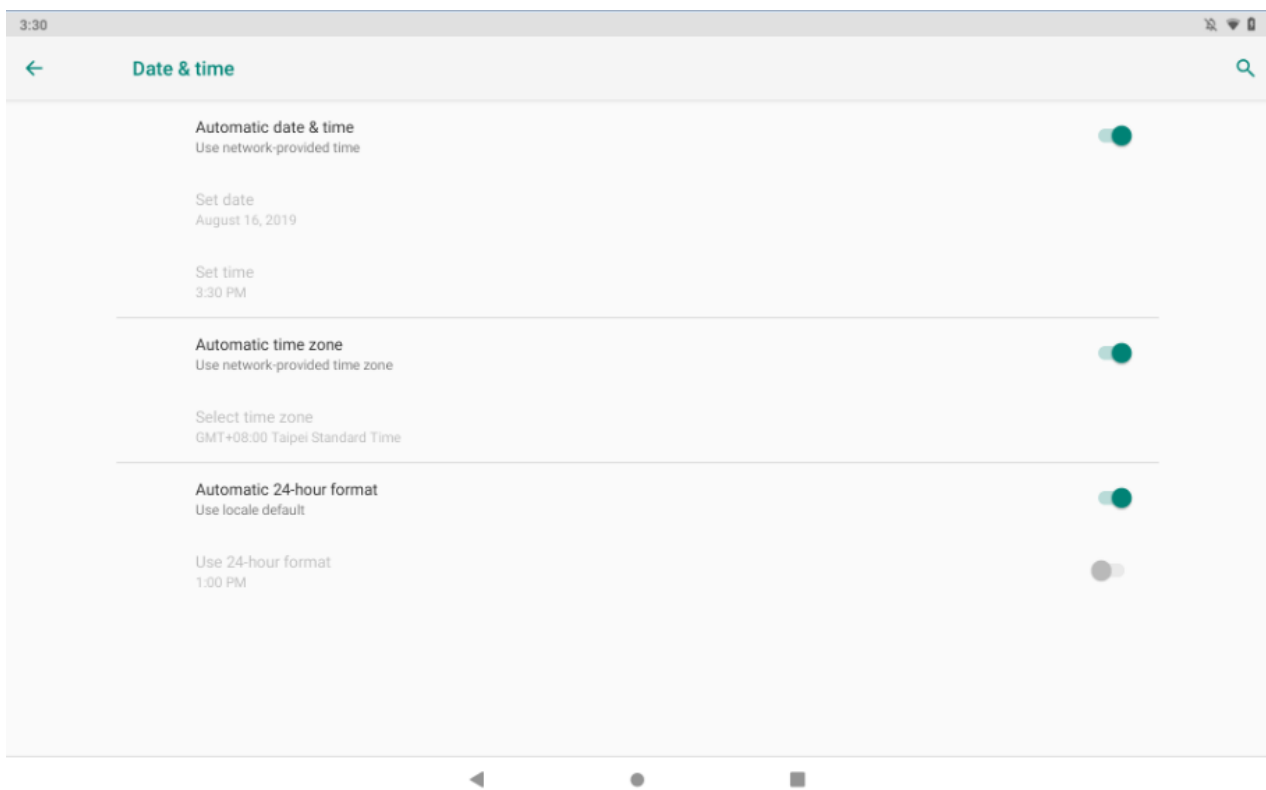 3:30
Date & time
Automatic date & time
Use network-provided time
Set date
August 16, 2019
Set time
3:30 PM
Automatic time zone
Use network-provided time zone
Select time zone
GMT+08:00 Taipei Standard Time
Automatic 24-hour format
Use locale default
Use 24-hour format
1:00 PM